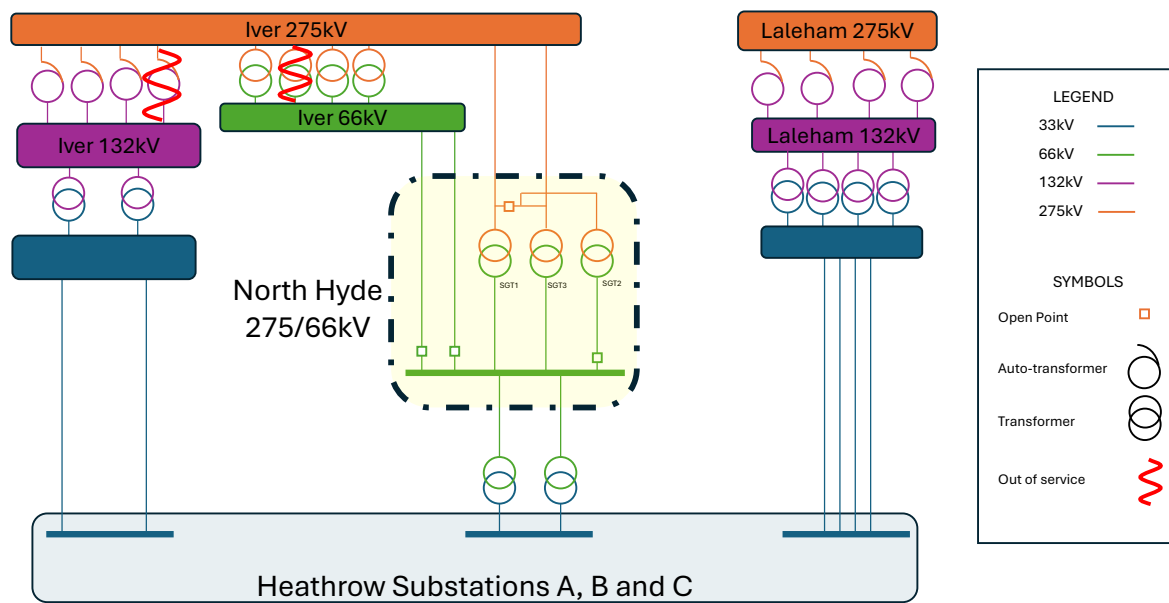 Iver 275kV
Laleham 275kV
Iver 66kV
Iver 132kV
Laleham 132kV
North Hyde
275/66kV
SGT1
SGT3
SGT2
Heathrow Substations A, B and C
LEGEND
33kV
66kV
132kV
275kV
SYMBOLS
Open Point
Auto-transformer
Transformer
Out of service